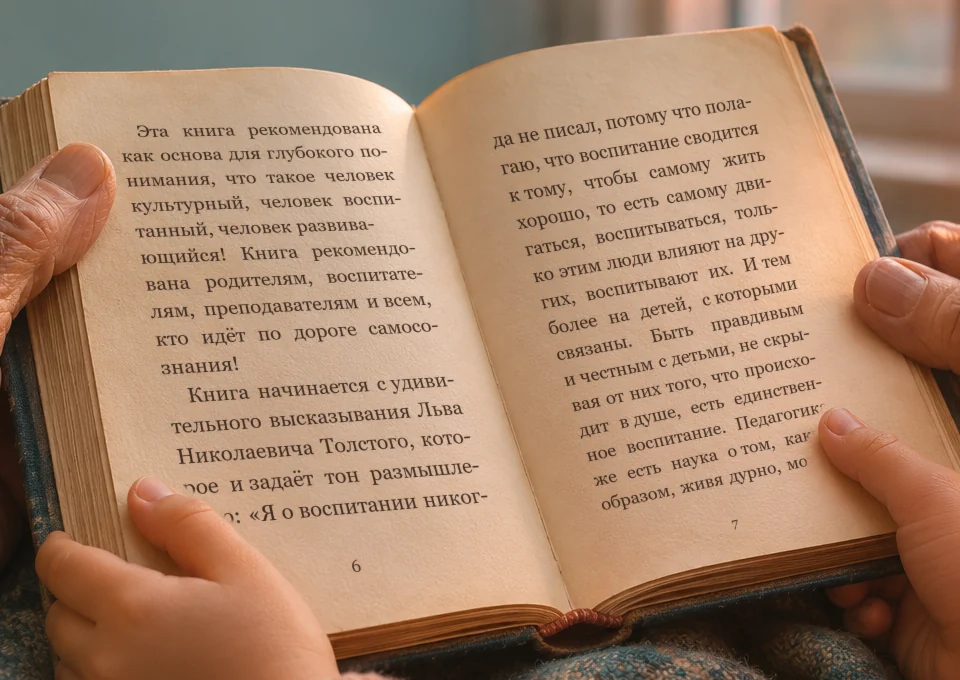 Эта книга рекомендована
как основа для глубокого по-
нимания, что такое человек
культурный, человек воспи-
танный, человек развива-
ющийся! Книга рекомендо-
вана родителям, воспитате-
лям, преподавателям и всем,
кто идёт по дороге самосо-
знания!
Книга начинается с удиви-
тельного высказывания Льва
Николаевича Толстого, кото-
рое и задаёт тон размышле-
«Я о воспитании никог-
6
да не писал, потому что пола-
гаю, что воспитание сводится
к тому, чтобы самому жить
хорошо, то есть самому дви-
гаться, воспитываться, толь-
ко этим люди влияют на дру-
гих, воспитывают их. И тем
более на детей, с которыми
связаны. Быть правдивым
и честным с детьми, не скры-
вая от них того, что происхо-
дит в душе, есть единствен-
ное воспитание. Педагогика
же есть наука о том, как
образом, живя дурно,
7